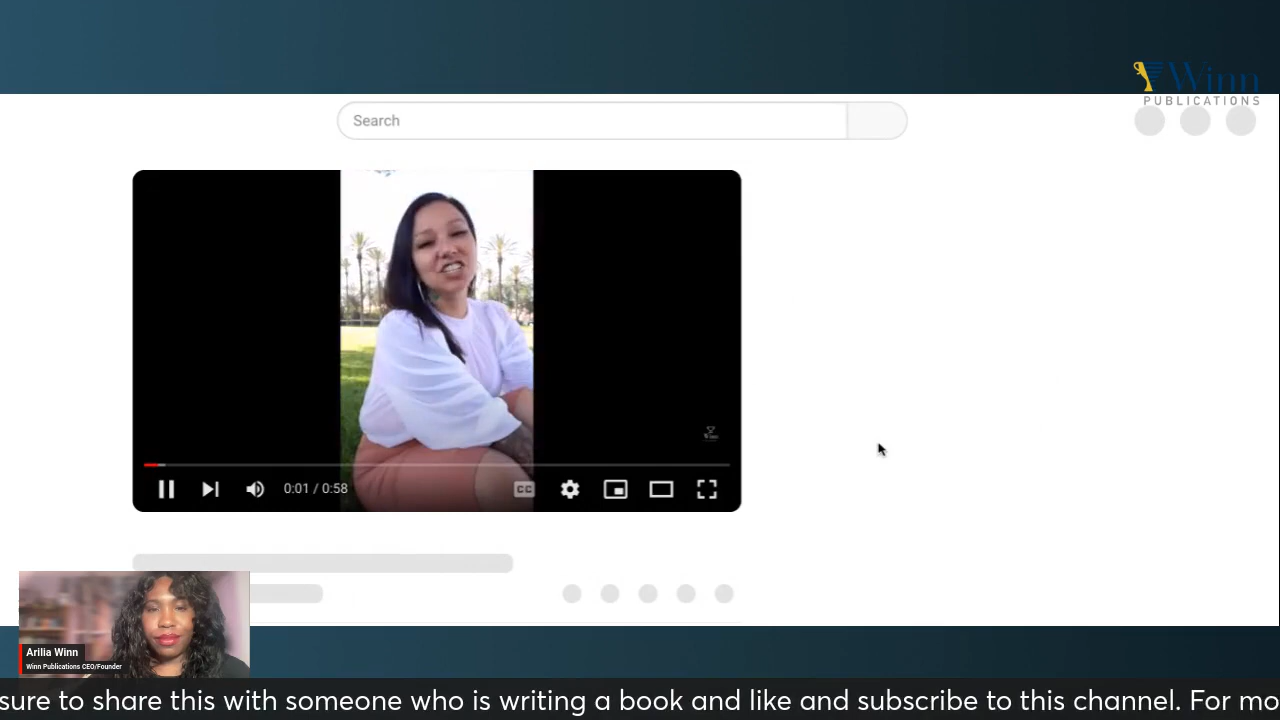 Winn
PUBLICATIONS
Search
Winn
0:01 / 0:58
CC
Arilia Winn
Winn Publications CEO/Founder
sure to share this with someone who is writing a book and like and subscribe to this channel. For mo